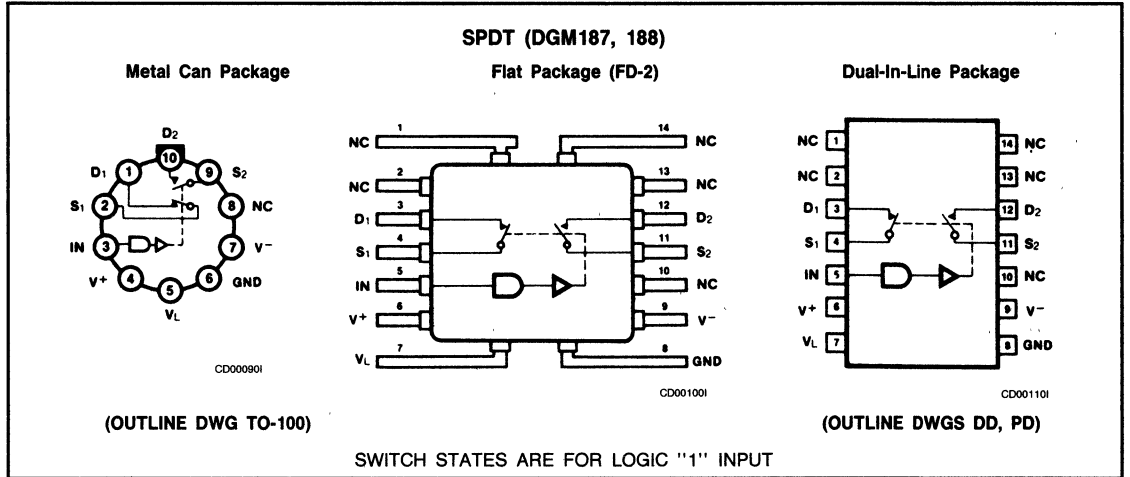 SPDT (DGM187, 188)
Metal Can Package
D2
10
D1
1
9
S2
S1
2
8
NC
IN
3
7
V−
V+
4
5
6
GND
VL
CD00090I
(OUTLINE DWG TO-100)
Flat Package (FD-2)
1
14
NC
NC
2
13
NC
NC
3
12
D1
D2
4
11
S1
S2
5
10
IN
NC
6
9
V+
V−
7
8
VL
GND
CD00100I
Dual-In-Line Package
NC 1
14 NC
NC 2
13 NC
D1 3
12 D2
S1 4
11 S2
IN 5
10 NC
V+ 6
9 V−
VL 7
8 GND
CD00110I
(OUTLINE DWGS DD, PD)
SWITCH STATES ARE FOR LOGIC "1" INPUT